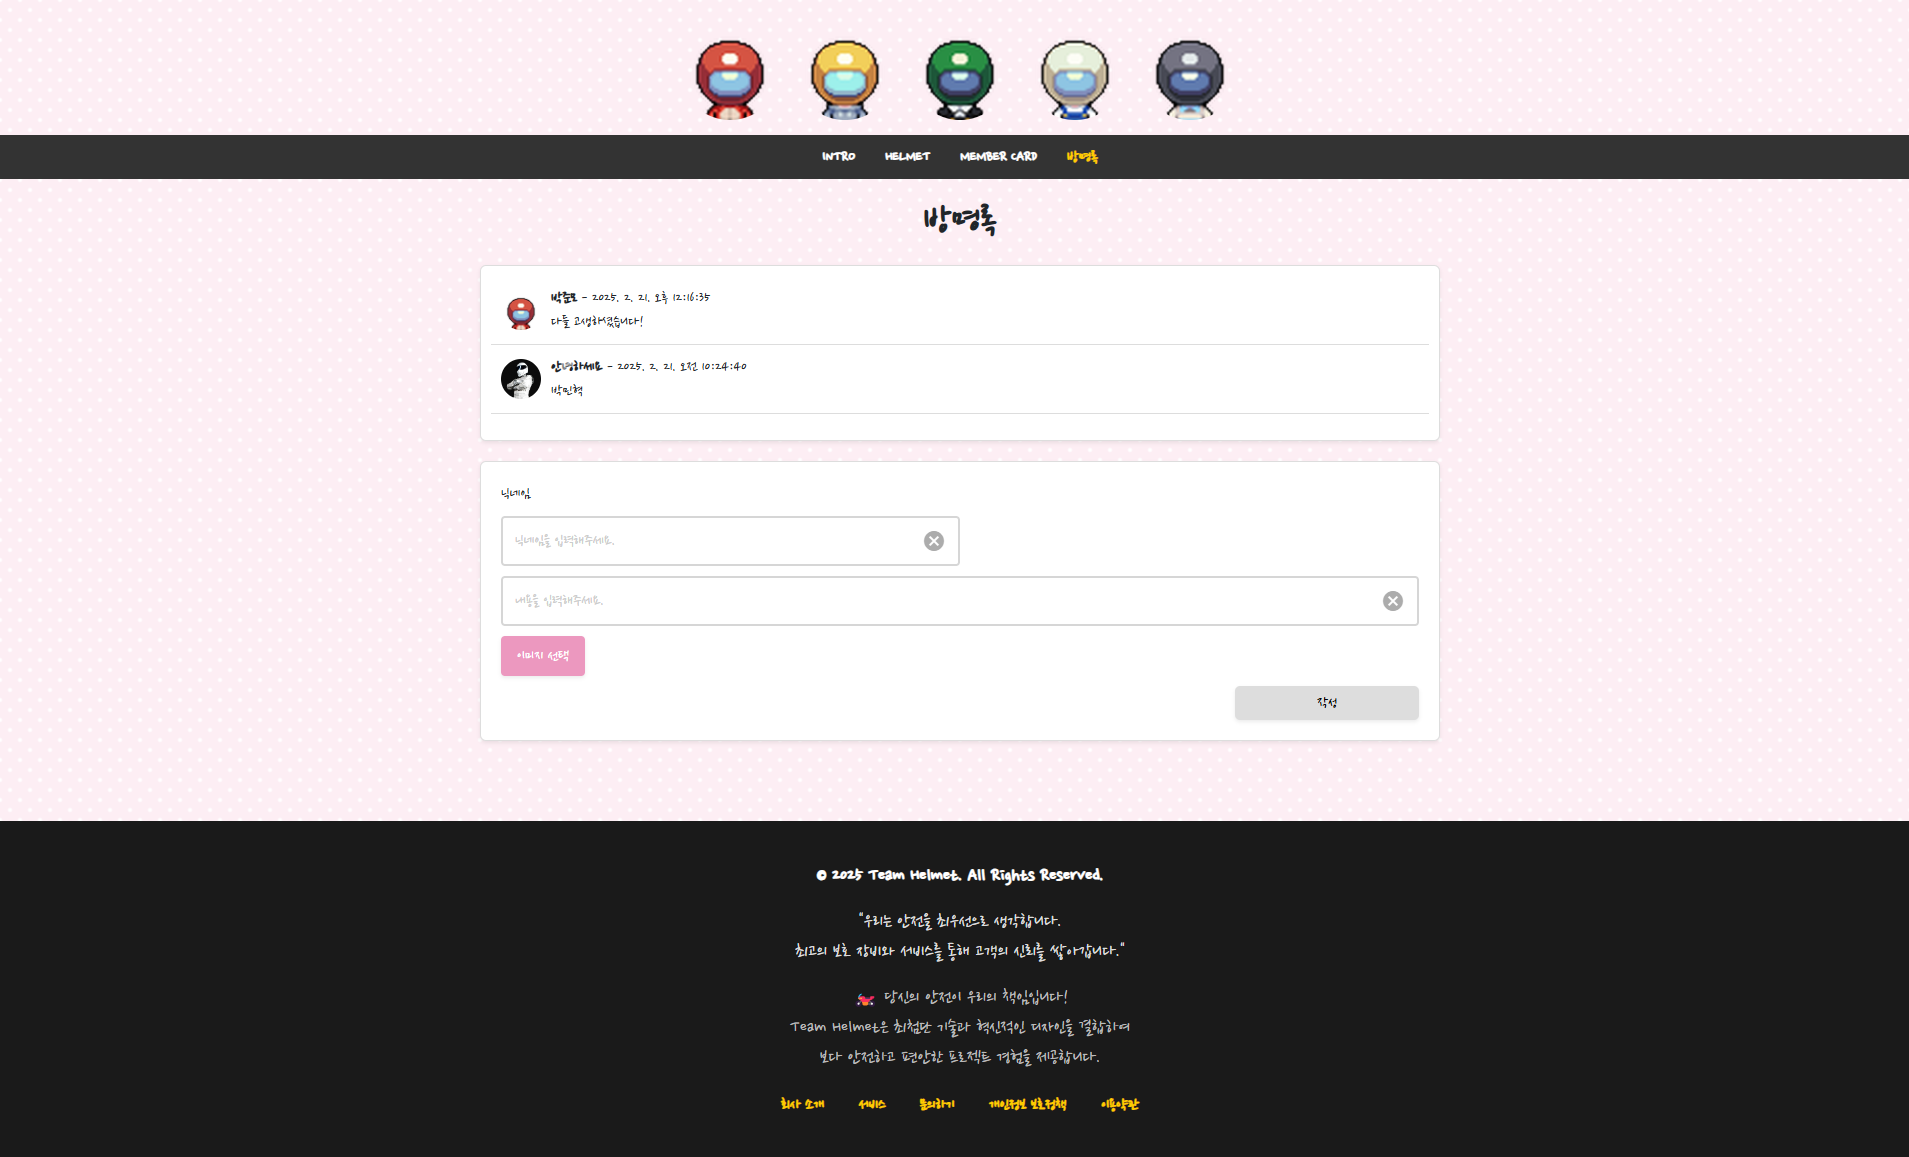 INTRO HELMET MEMBER CARD 방명록
방명록
박준모 - 2025. 2. 21. 오후 12:16:35
다들 고생하셨습니다!
안녕하세요 - 2025. 2. 21. 오전 10:24:40
박민혁
닉네임
닉네임을 입력해주세요.
내용을 입력해주세요.
이미지 선택
작성
© 2025 Team Helmet. All Rights Reserved.
"우리는 안전을 최우선으로 생각합니다.
최고의 보호 장비와 서비스를 통해 고객의 신뢰를 쌓아갑니다."
당신의 안전이 우리의 책임입니다!
Team Helmet은 최첨단 기술과 혁신적인 디자인을 결합하여
보다 안전하고 편안한 프로젝트 경험을 제공합니다.
회사 소개 서비스 문의하기 개인정보 보호정책 이용약관